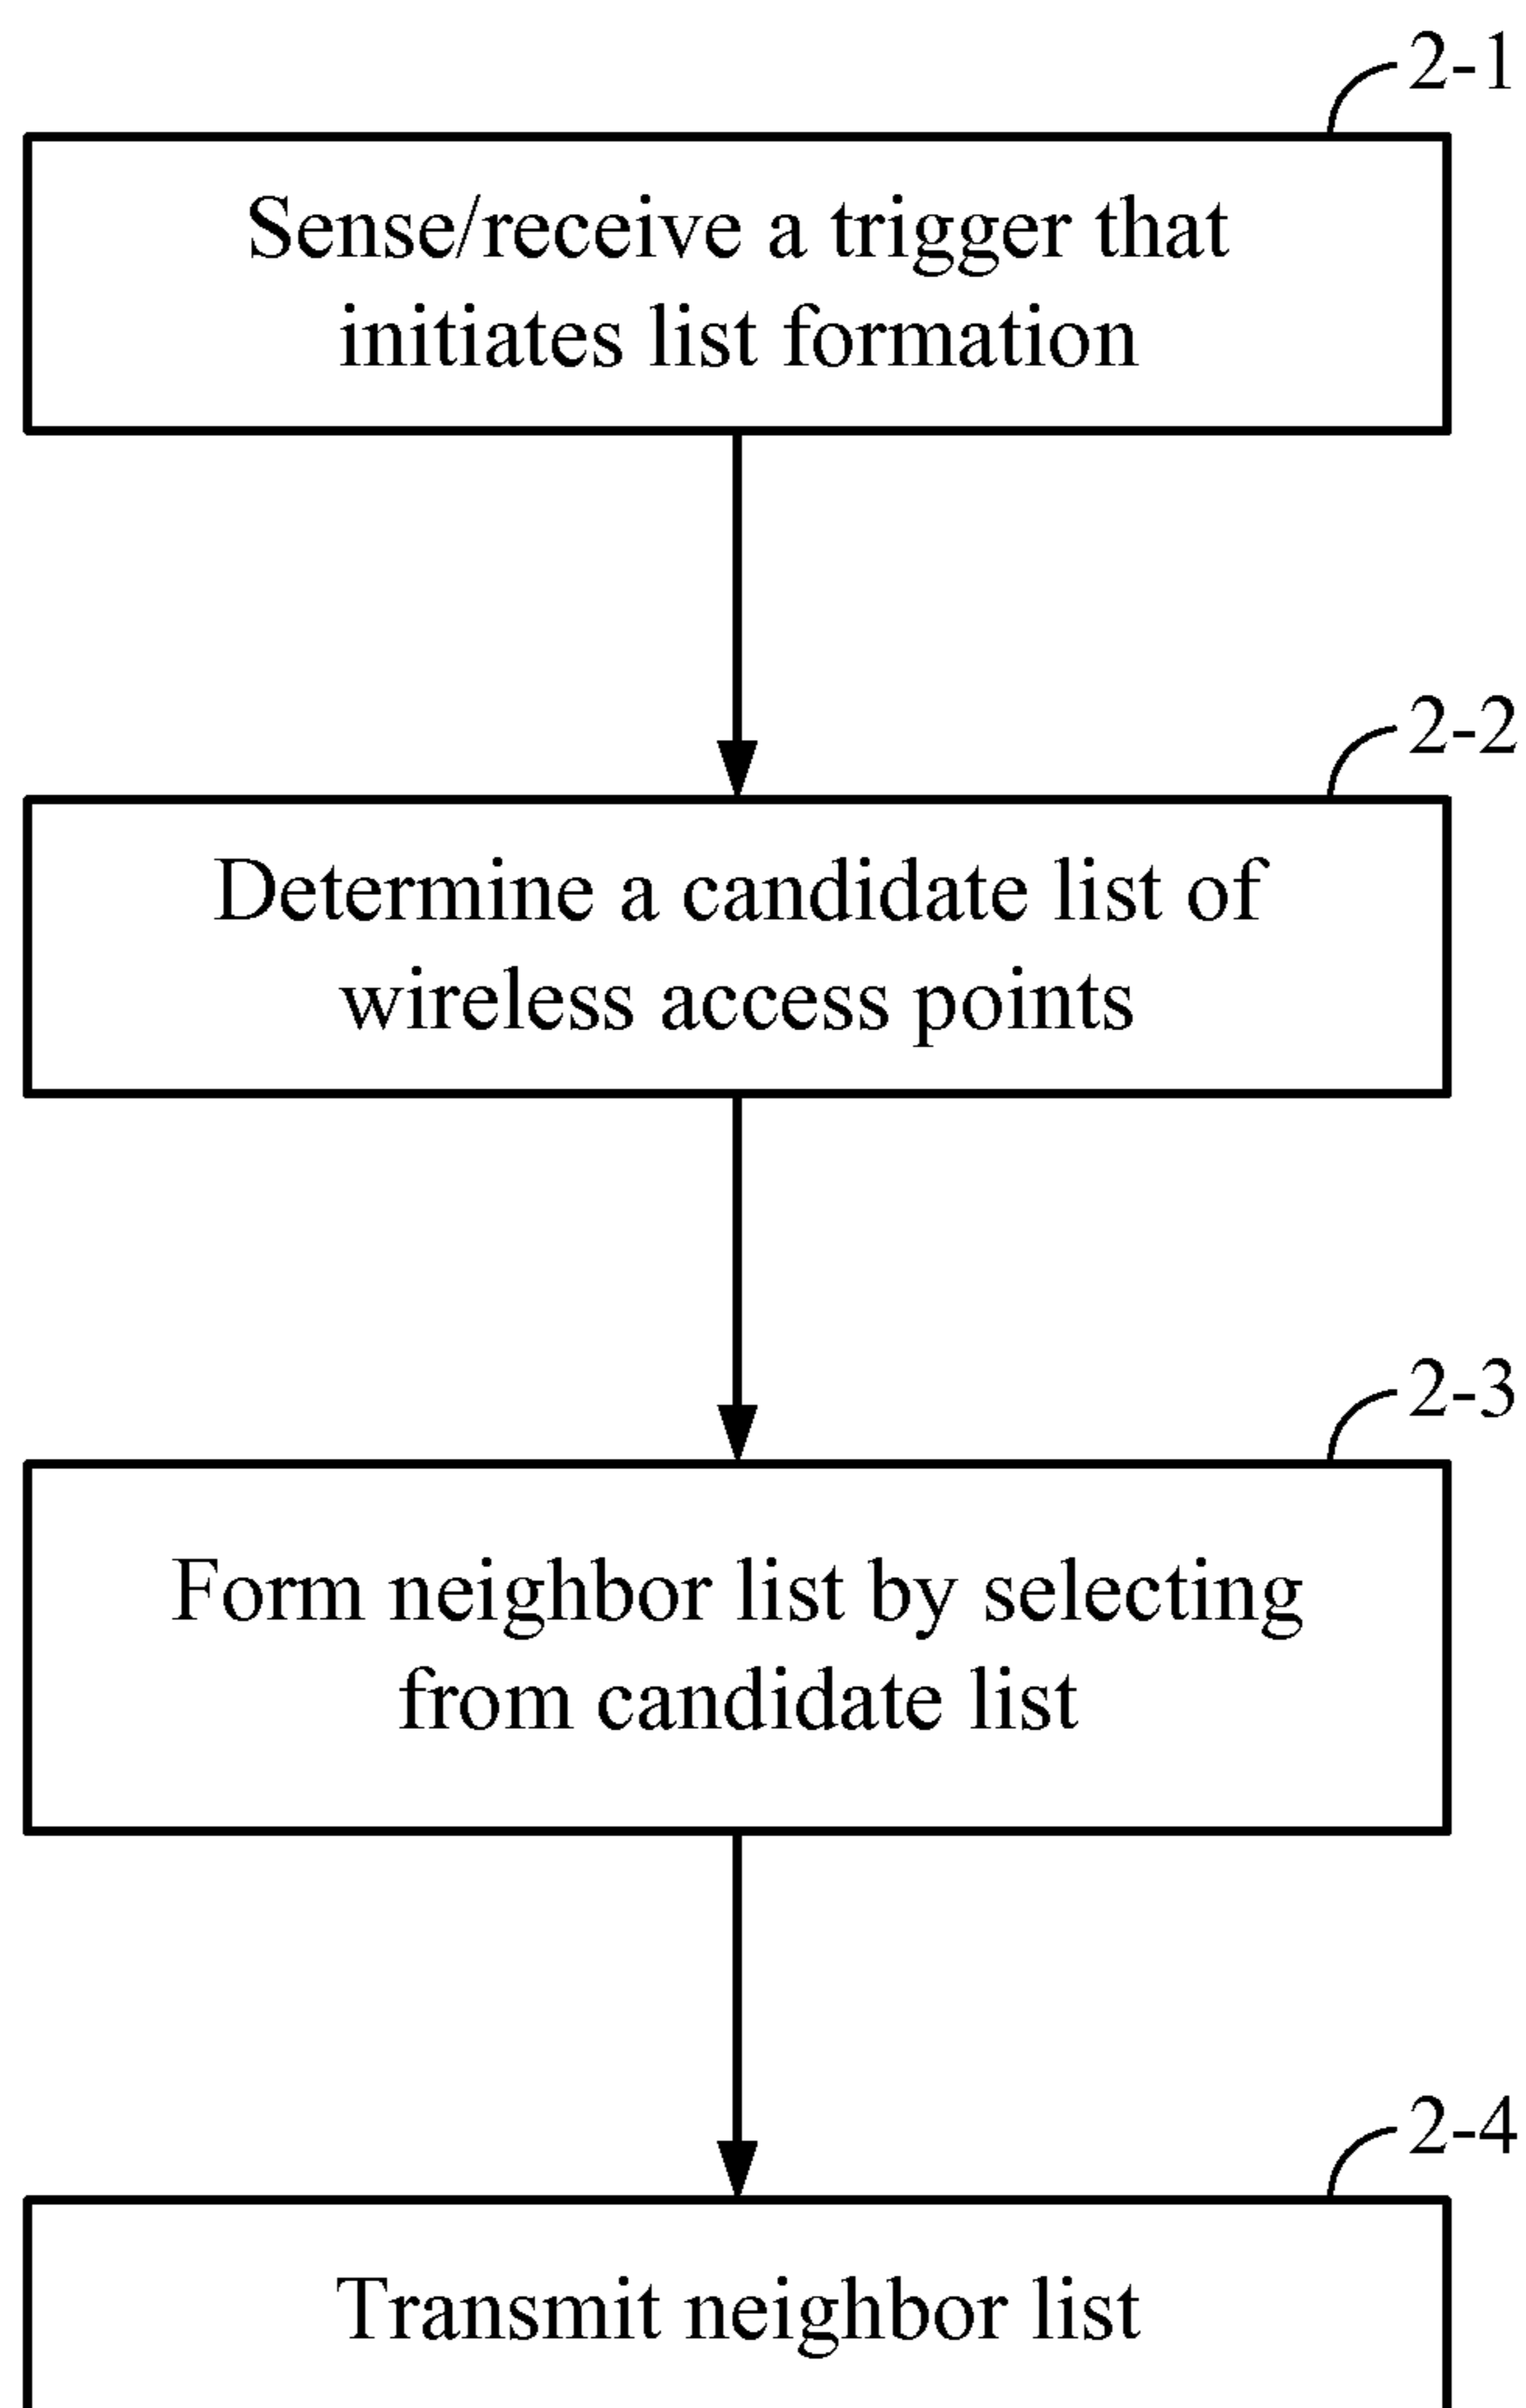 2-1
Sense/receive a trigger that
initiates list formation
2-2
Determine a candidate list of
wireless access points
2-3
Form neighbor list by selecting
from candidate list
2-4
Transmit neighbor list